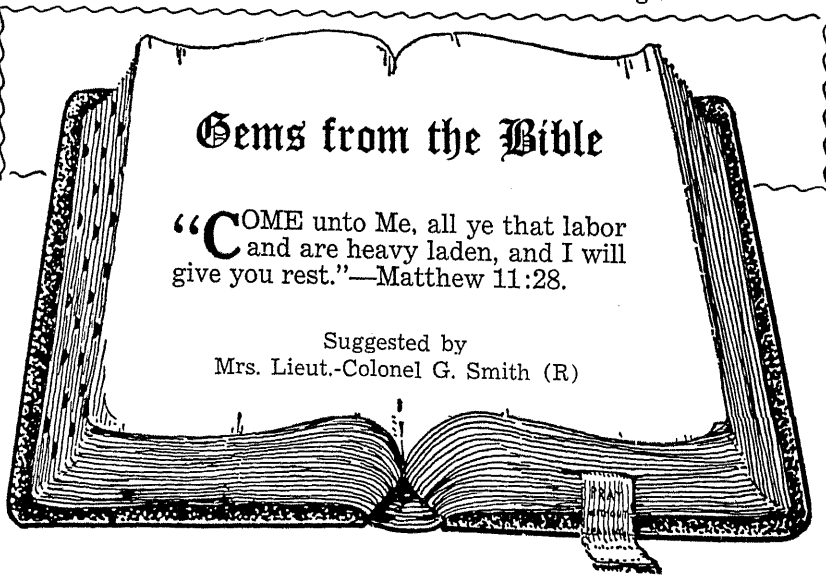 Gems from the Bible
“COME unto Me, all ye that labor
and are heavy laden, and I will
give you rest.”—Matthew 11:28.
Suggested by
Mrs. Lieut.-Colonel G. Smith (R)
PRAY